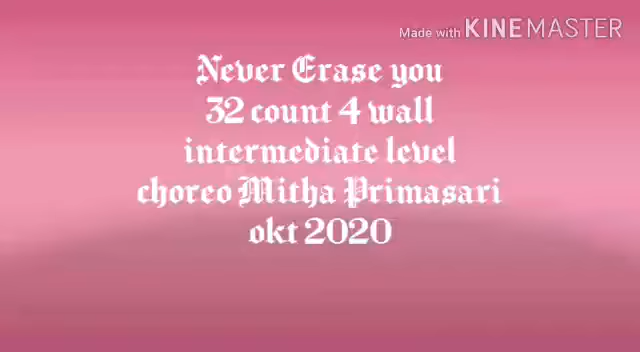 Made with KINEMASTER
Never Erase you
32 count 4 wall
intermediate level
choreo Mitha Primasari
okt 2020